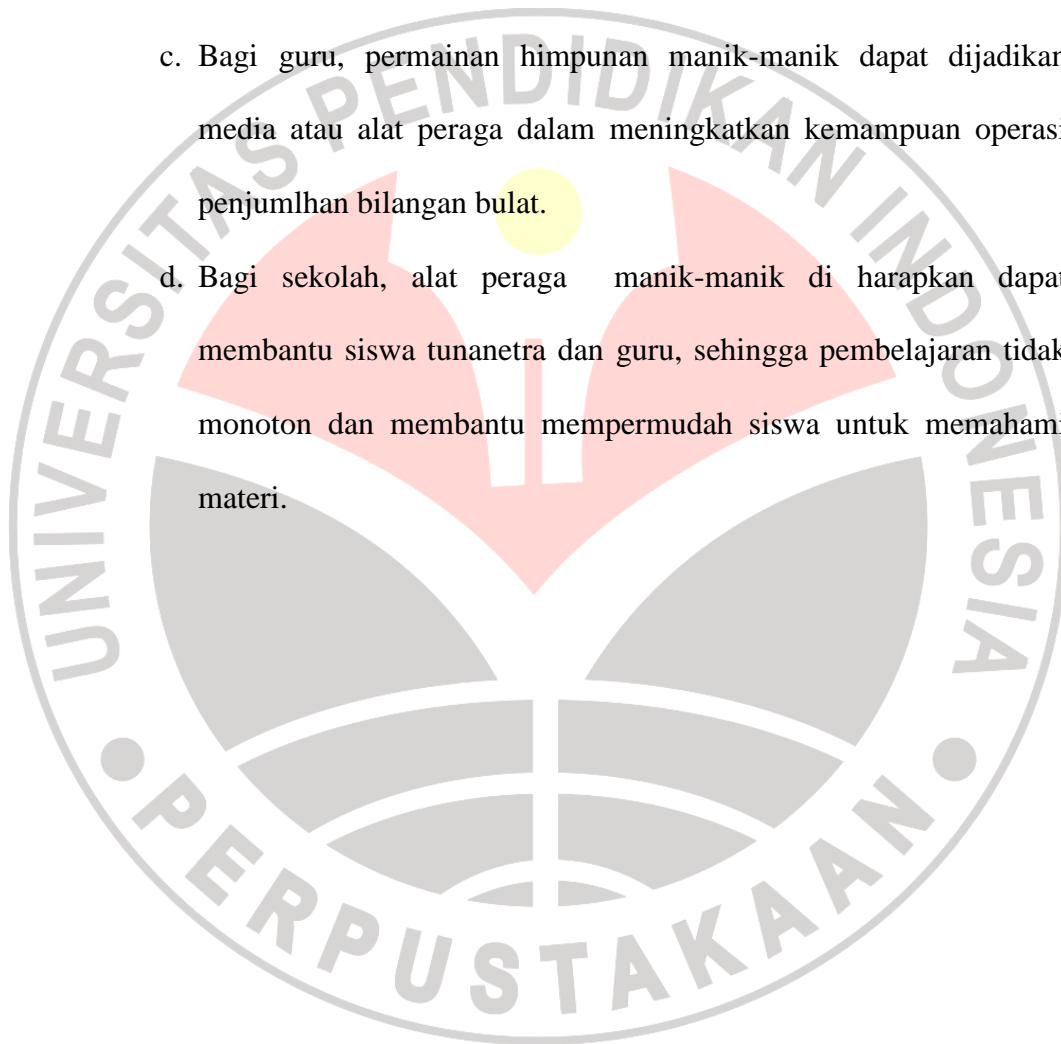 c. Bagi guru, permainan himpunan manik-manik dapat dijadikan
media atau alat peraga dalam meningkatkan kemampuan operasi
penjumlhan bilangan bulat.
d. Bagi sekolah, alat peraga manik-manik di harapkan dapat
membantu siswa tunanetra dan guru, sehingga pembelajaran tidak
monoton dan membantu mempermudah siswa untuk memahami
materi.
UNIVERSITAS PENDIDIKAN INDONESIA
PERPUSTAKAAN